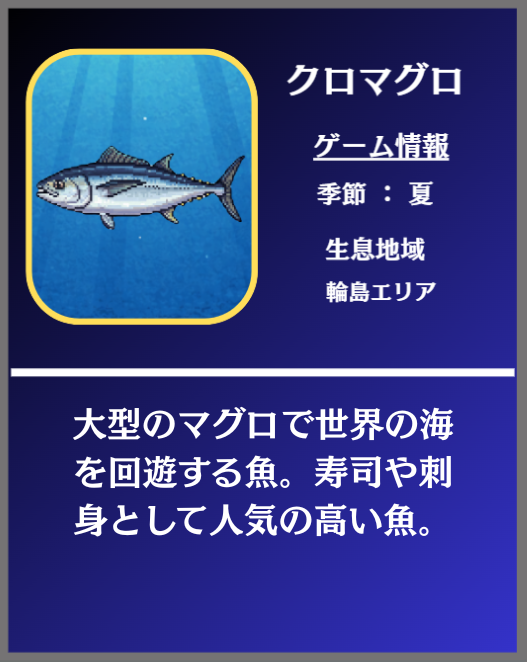 クロマグロ
ゲーム情報
季節 ： 夏
生息地域
輪島エリア
大型のマグロで世界の海
を回遊する魚。寿司や刺
身として人気の高い魚。